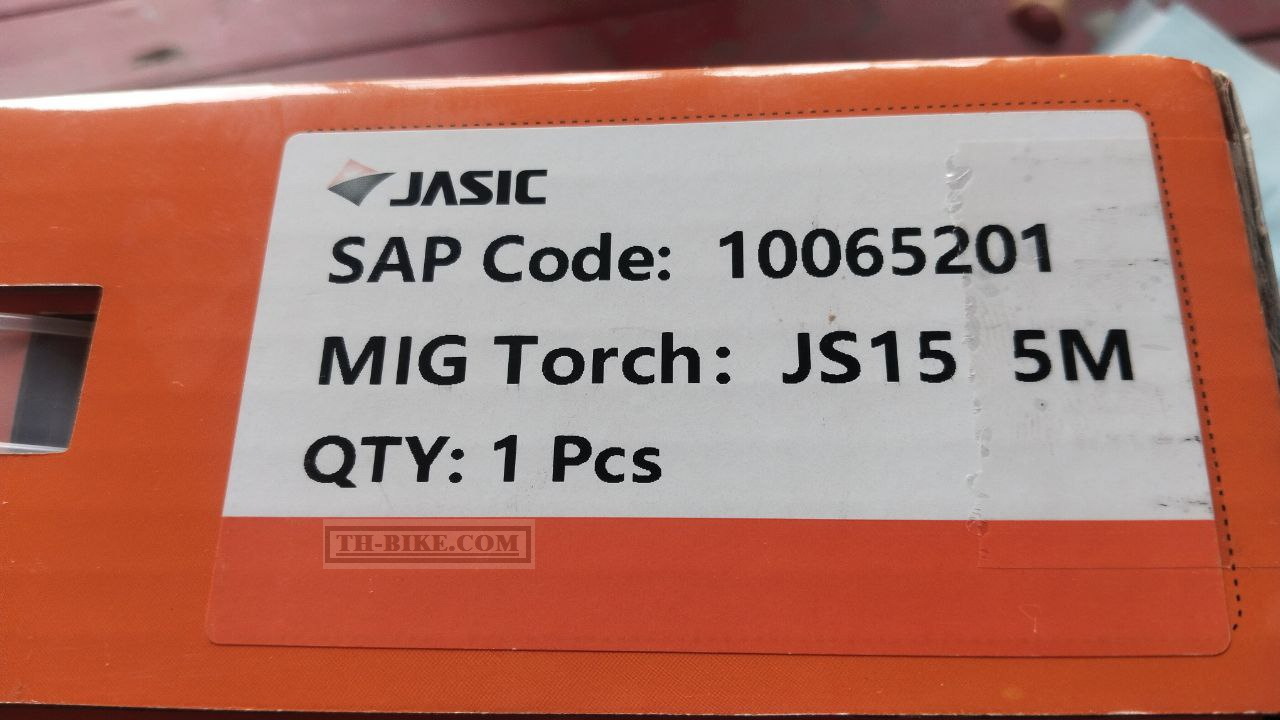 JASIC
SAP Code: 10065201
MIG Torch: JS15 5M
QTY: 1 Pcs
TH-BIKE.COM